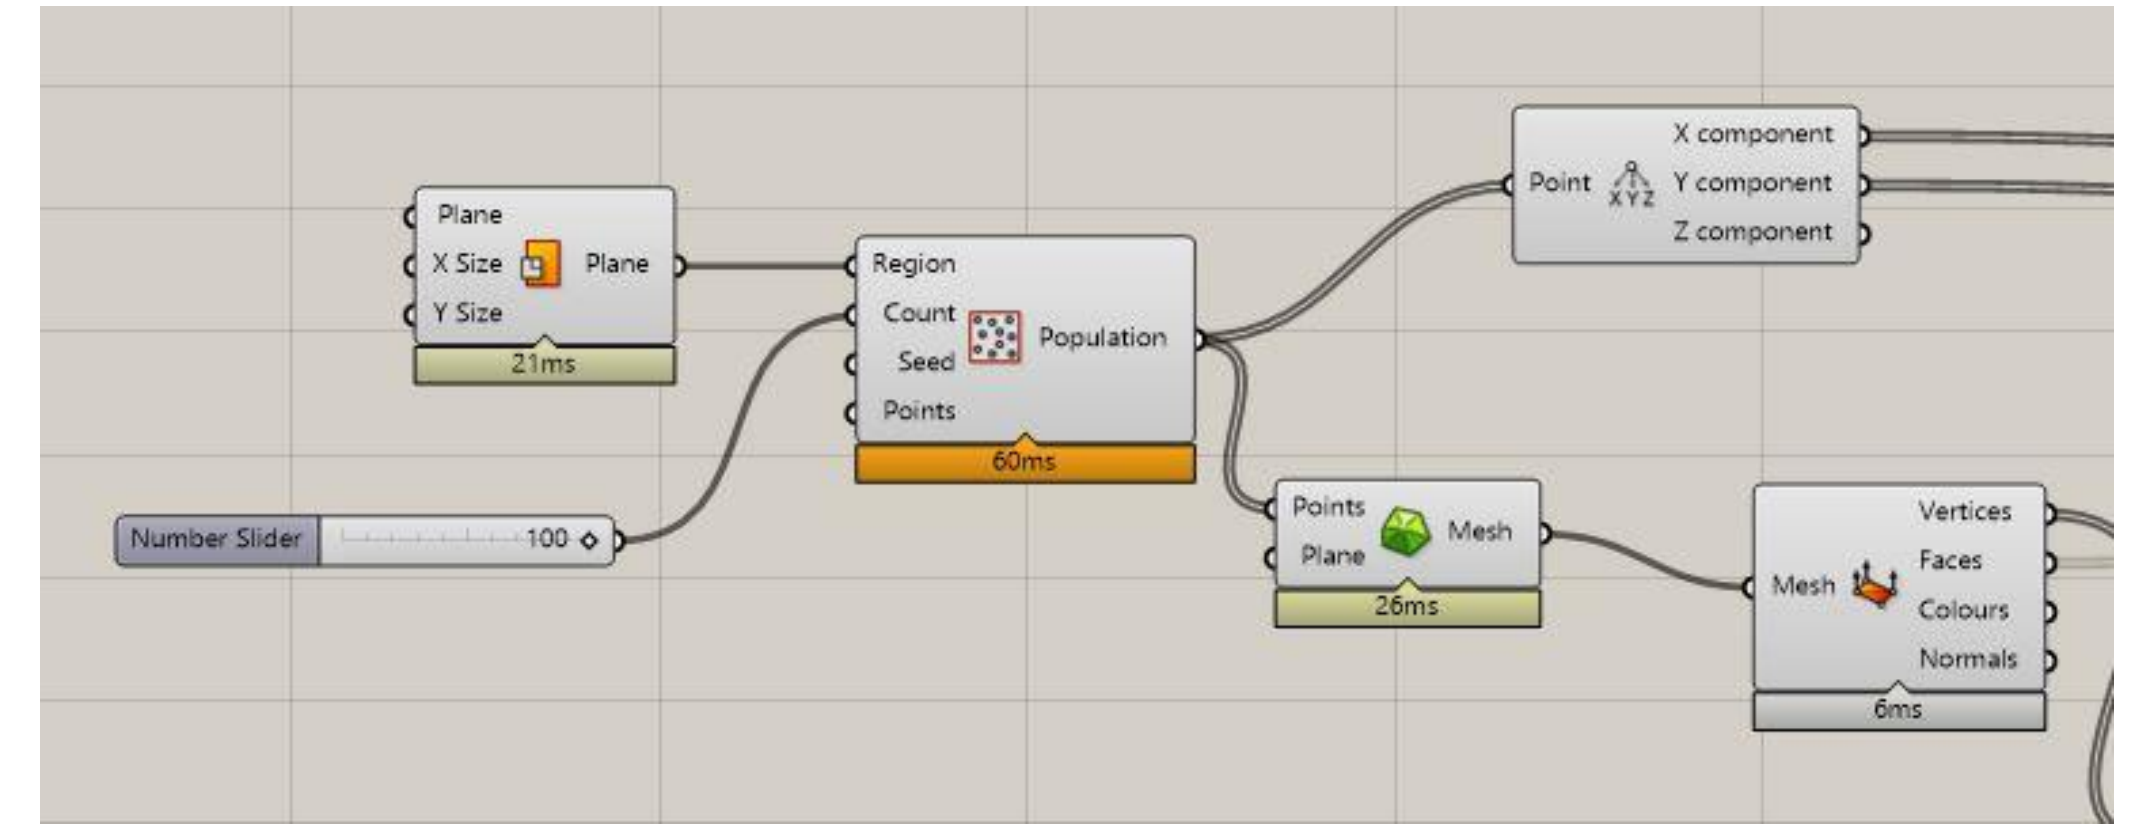 Plane
X Size
Y Size
Plane
21ms
Number Slider
100
Region
Count
Seed
Points
Population
60ms
Point
X Y Z
X component
Y component
Z component
Points
Plane
Mesh
26ms
Mesh
Vertices
Faces
Colours
Normals
6ms